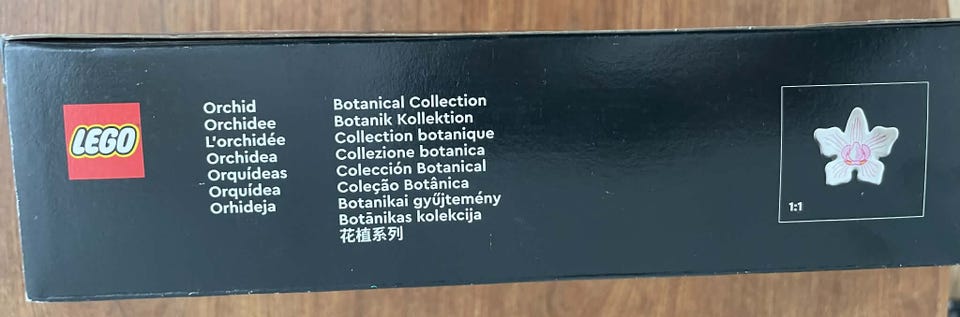 LEGO
Orchid
Orchidee
L'orchidée
Orchidea
Orquídeas
Orquídea
Orhideja
Botanical Collection
Botanik Kollektion
Collection botanique
Collezione botanica
Colección Botanical
Coleção Botânica
Botanikai gyűjtemény
Botānikas kolekcija
花植系列
1:1